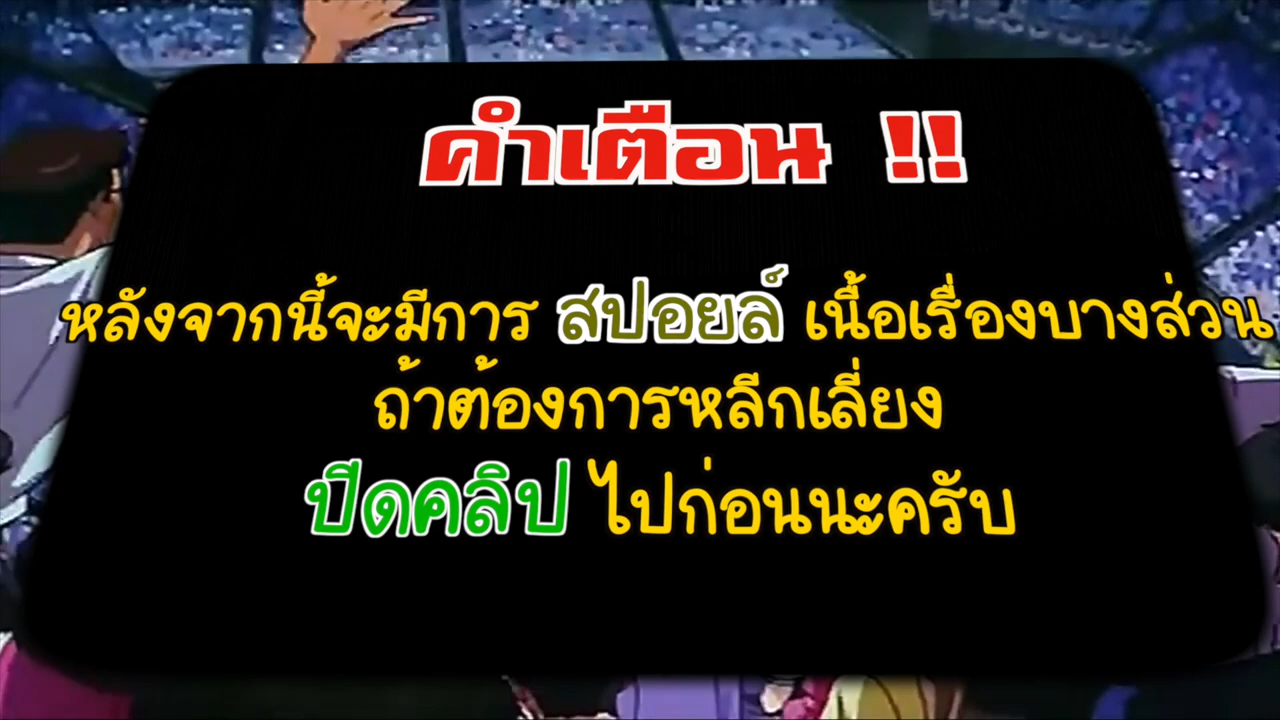 คำเตือน !!
หลังจากนี้จะมีการ สปอยล์ เนื้อเรื่องบางส่วน
ถ้าต้องการหลีกเลี่ยง
ปีดคลิป ไปก่อนนะครับ